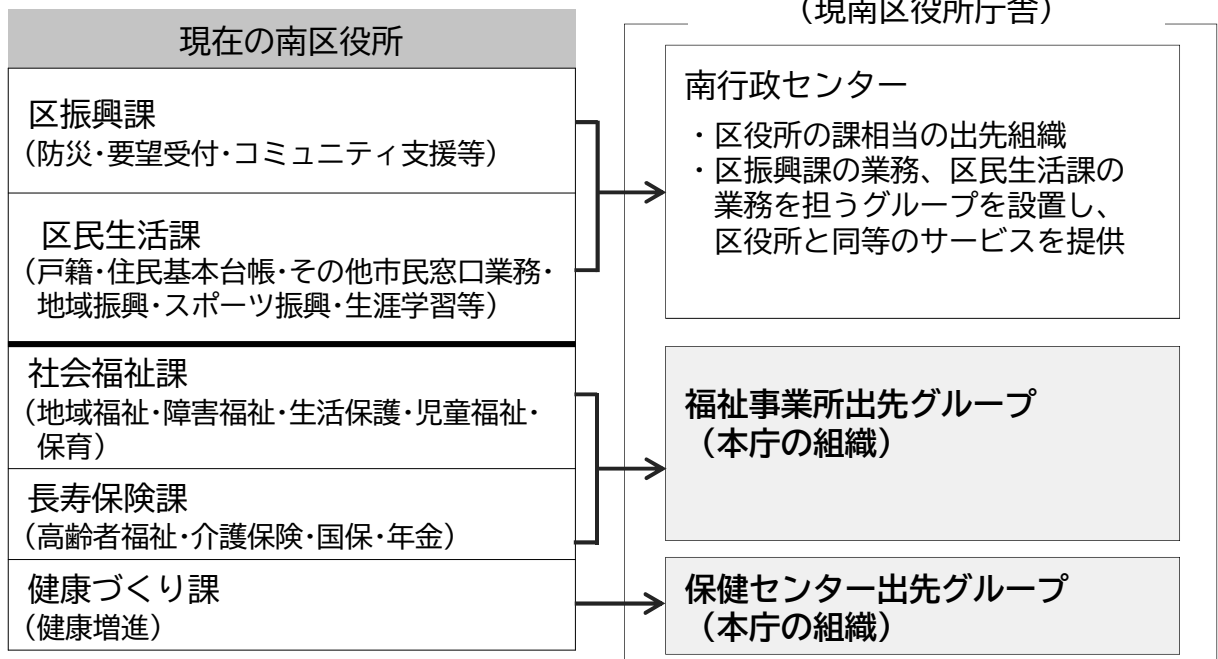 （現南区役所庁舎）
現在の南区役所
区振興課
（防災・要望受付・コミュニティ支援等）
区民生活課
（戸籍・住民基本台帳・その他市民窓口業務・
地域振興・スポーツ振興・生涯学習等）
社会福祉課
（地域福祉・障害福祉・生活保護・児童福祉・
保育）
長寿保険課
（高齢者福祉・介護保険・国保・年金）
健康づくり課
（健康増進）
南行政センター
・区役所の課相当の出先組織
・区振興課の業務、区民生活課の
業務を担うグループを設置し、
区役所と同等のサービスを提供
福祉事業所出先グループ
（本庁の組織）
保健センター出先グループ
（本庁の組織）